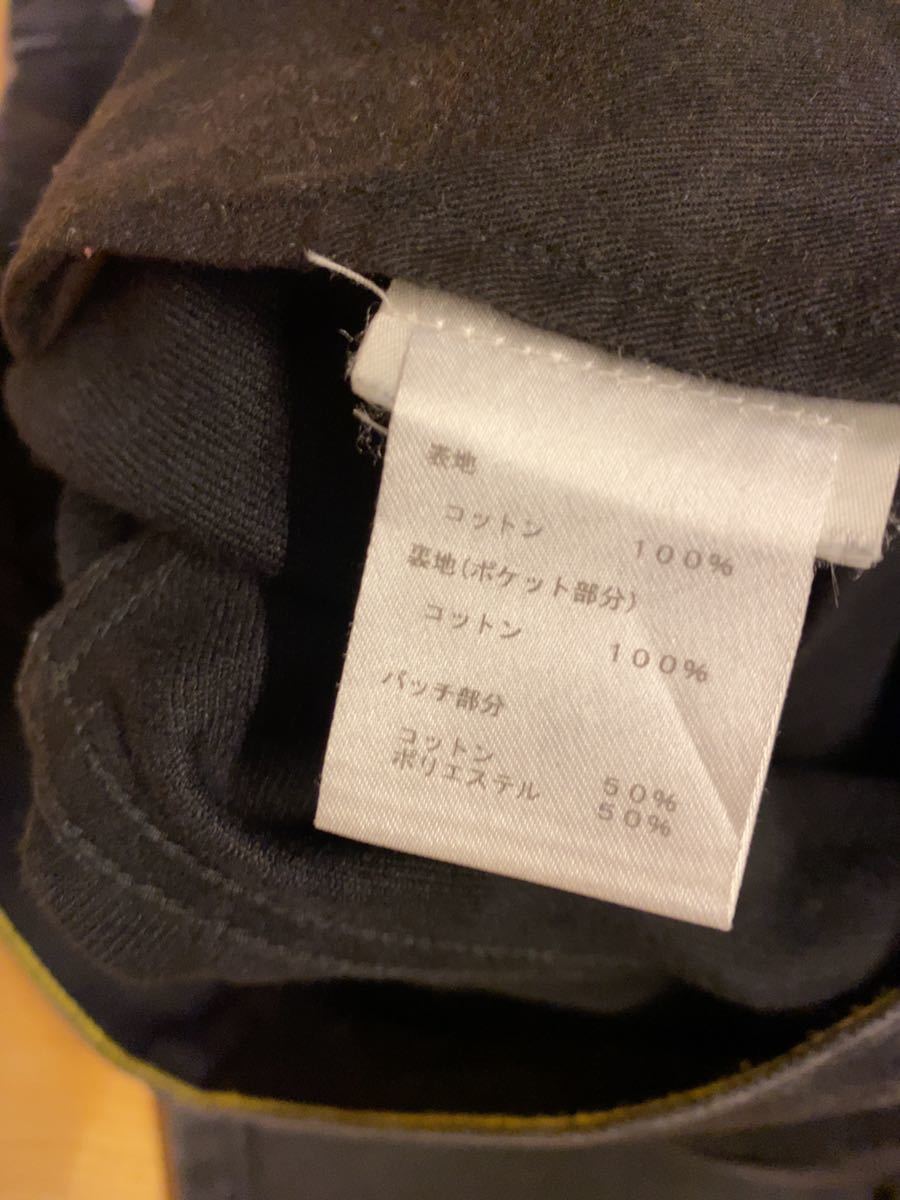 表地
コットン 100%
裏地(ポケット部分)
コットン 100%
パッチ部分
コットン 50%
ポリエステル 50%